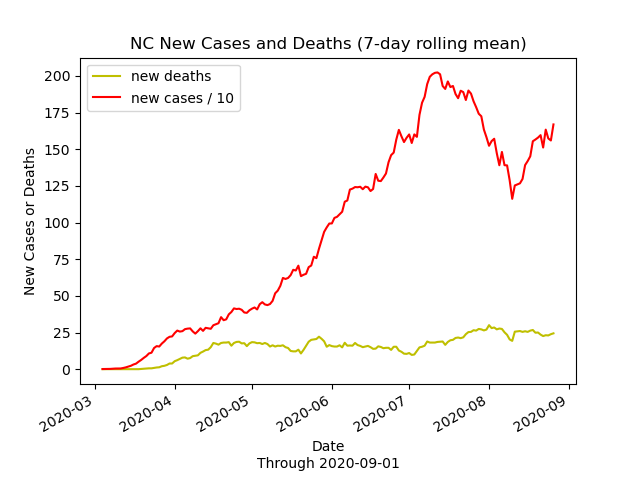 NC New Cases and Deaths (7-day rolling mean)
new deaths
new cases / 10
New Cases or Deaths
200
175
150
125
100
75
50
25
0
2020-03
2020-04
2020-05
2020-06
2020-07
2020-08
2020-09
Date
Through 2020-09-01